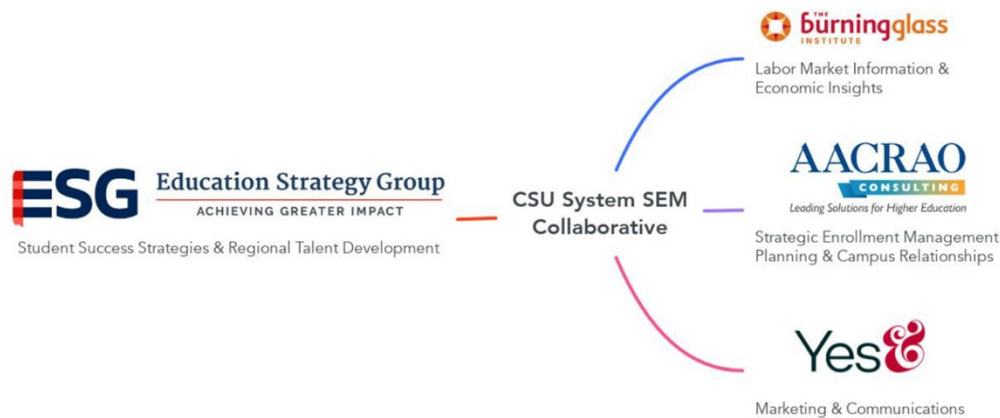 ESG
Education Strategy Group
ACHIEVING GREATER IMPACT
Student Success Strategies & Regional Talent Development
CSU System SEM
Collaborative
THE
burningglass
INSTITUTE
Labor Market Information &
Economic Insights
AACRAO
CONSULTING
Leading Solutions for Higher Education
Strategic Enrollment Management
Planning & Campus Relationships
Yes&
Marketing & Communications